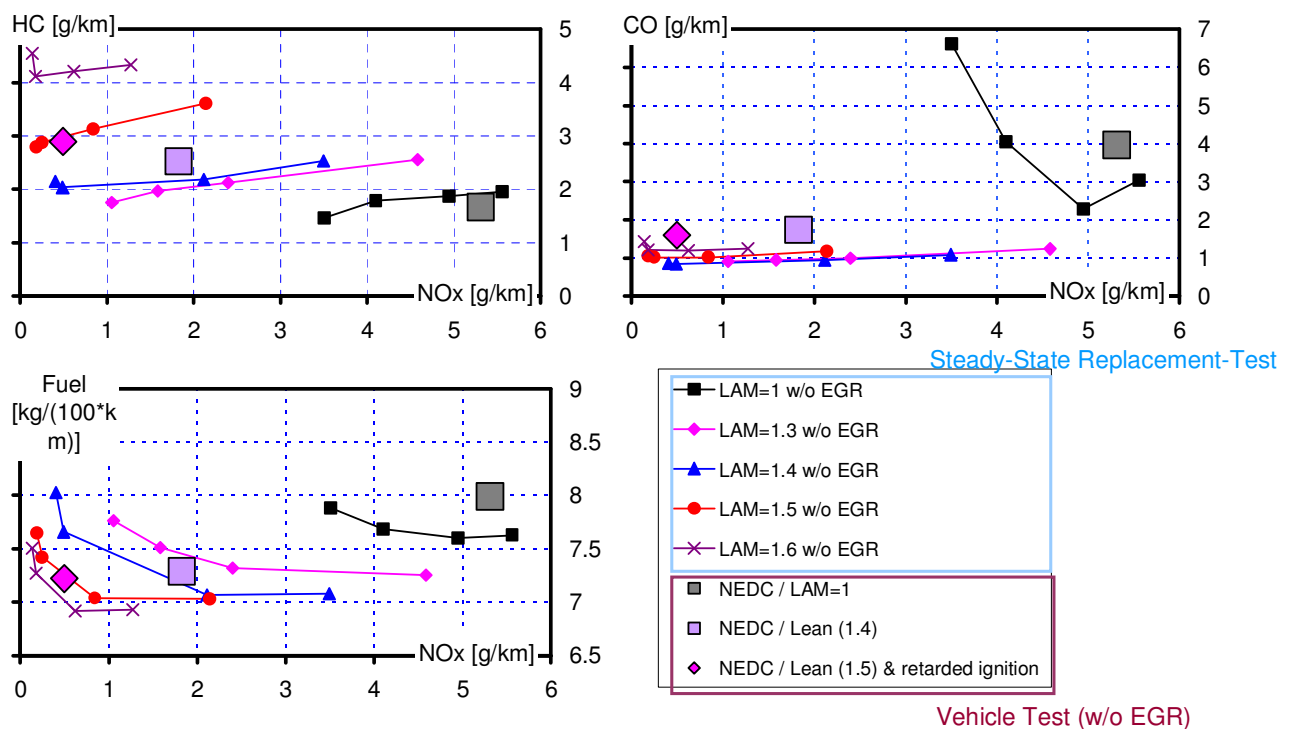 HC [g/km]
5
4
3
2
1
0
NOx [g/km]
0 1 2 3 4 5 6
CO [g/km]
7
6
5
4
3
2
1
0
NOx [g/km]
0 1 2 3 4 5 6
Steady-State Replacement-Test
Fuel
[kg/(100*k
m)]
9
8.5
8
7.5
7
6.5
NOx [g/km]
0 1 2 3 4 5 6
LAM=1 w/o EGR
LAM=1.3 w/o EGR
LAM=1.4 w/o EGR
LAM=1.5 w/o EGR
LAM=1.6 w/o EGR
NEDC / LAM=1
NEDC / Lean (1.4)
NEDC / Lean (1.5) & retarded ignition
Vehicle Test (w/o EGR)